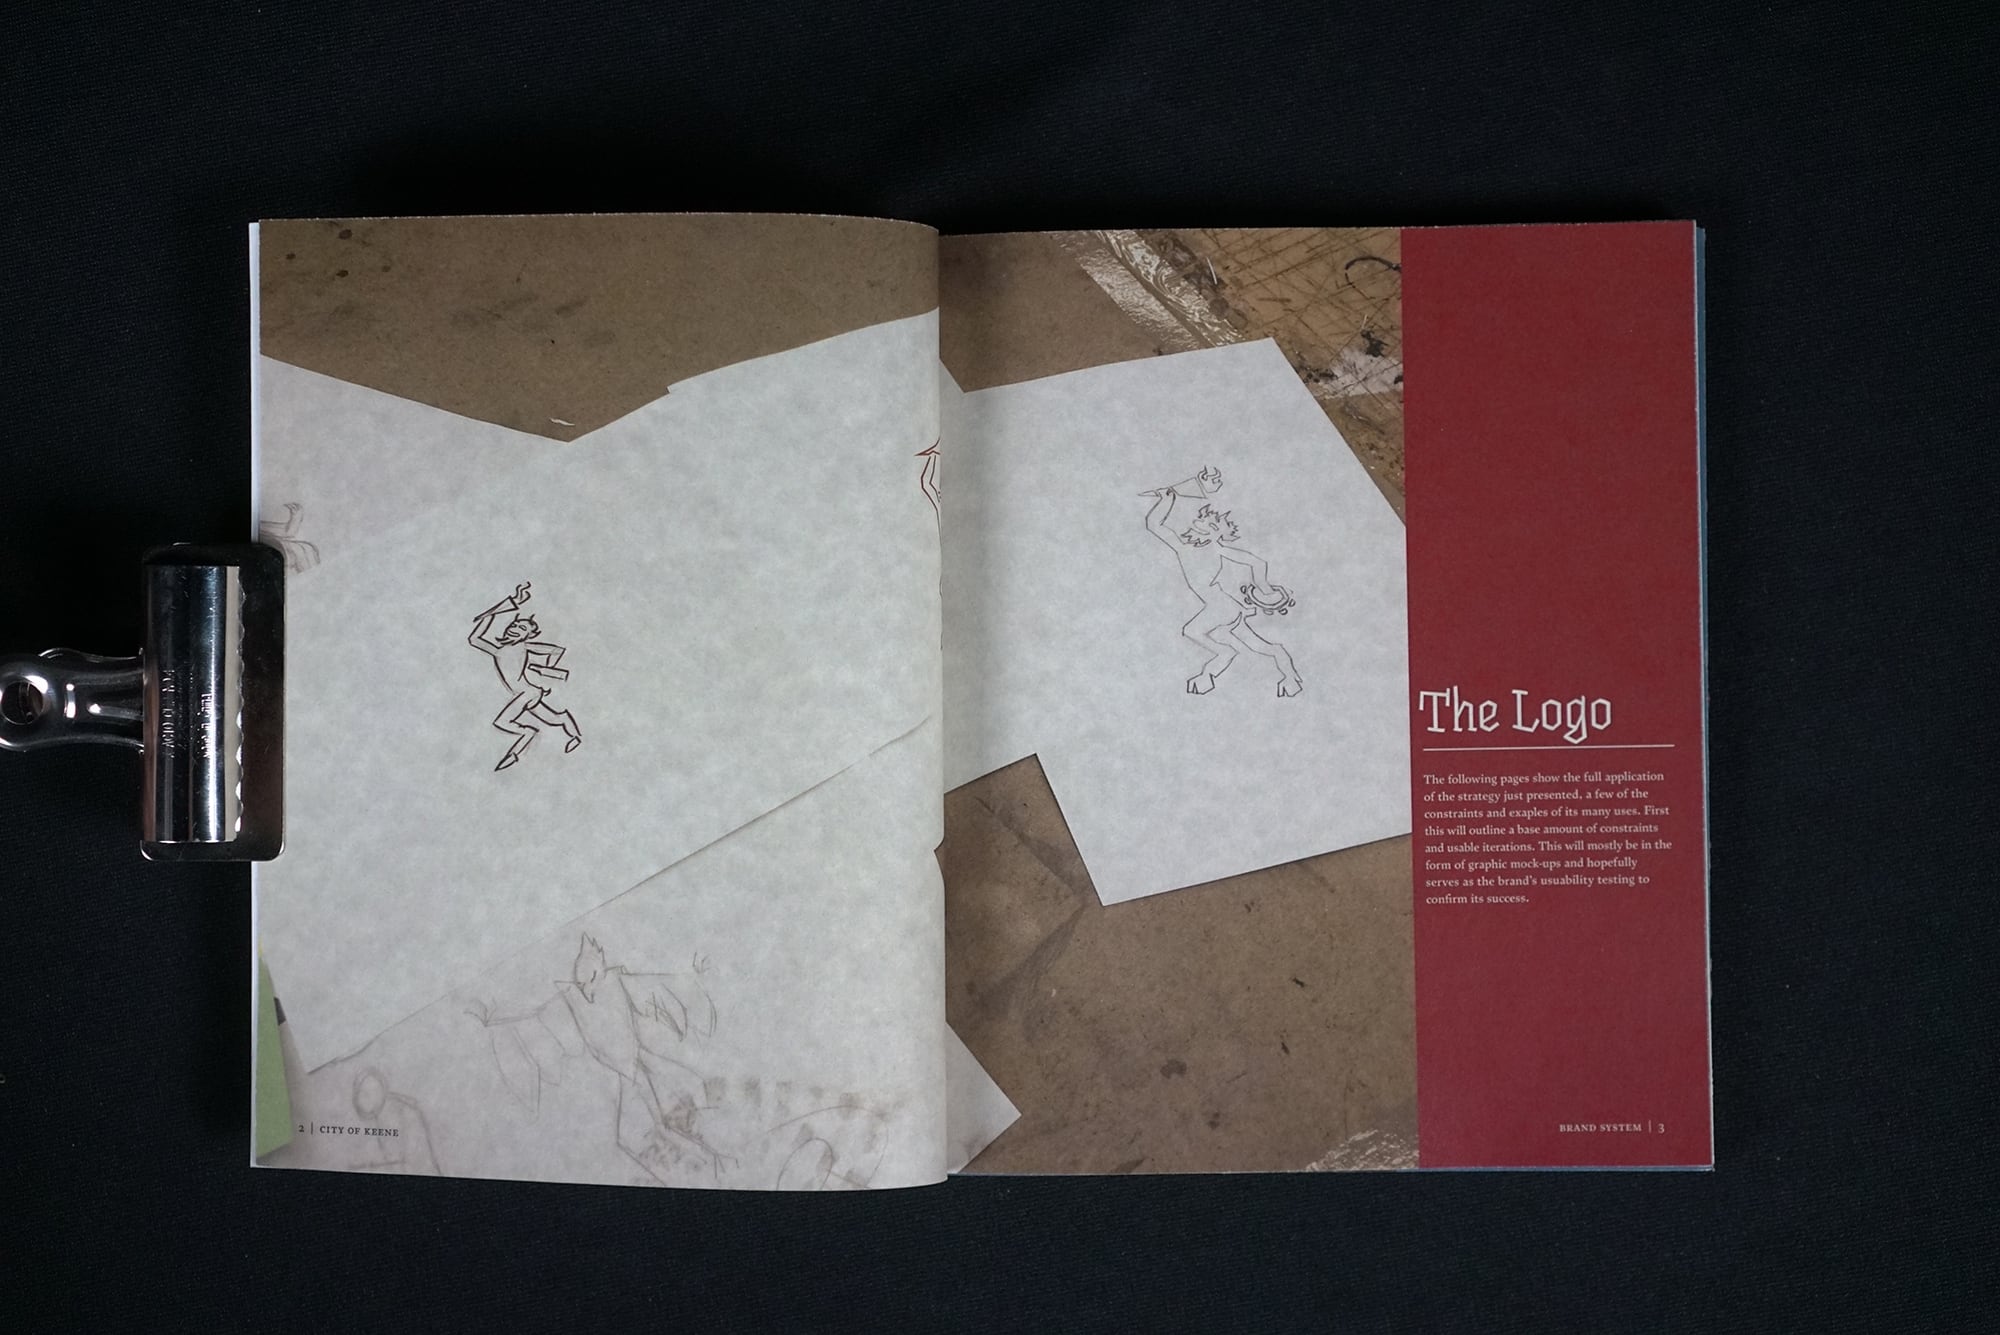 2 | CITY OF KEENE
The Logo
The following pages show the full application
of the strategy just presented, a few of the
constraints and exaples of its many uses. First
this will outline a base amount of constraints
and usable iterations. This will mostly be in the
form of graphic mock-ups and hopefully
serves as the brand's usuability testing to
confirm its success.
BRAND SYSTEM | 3